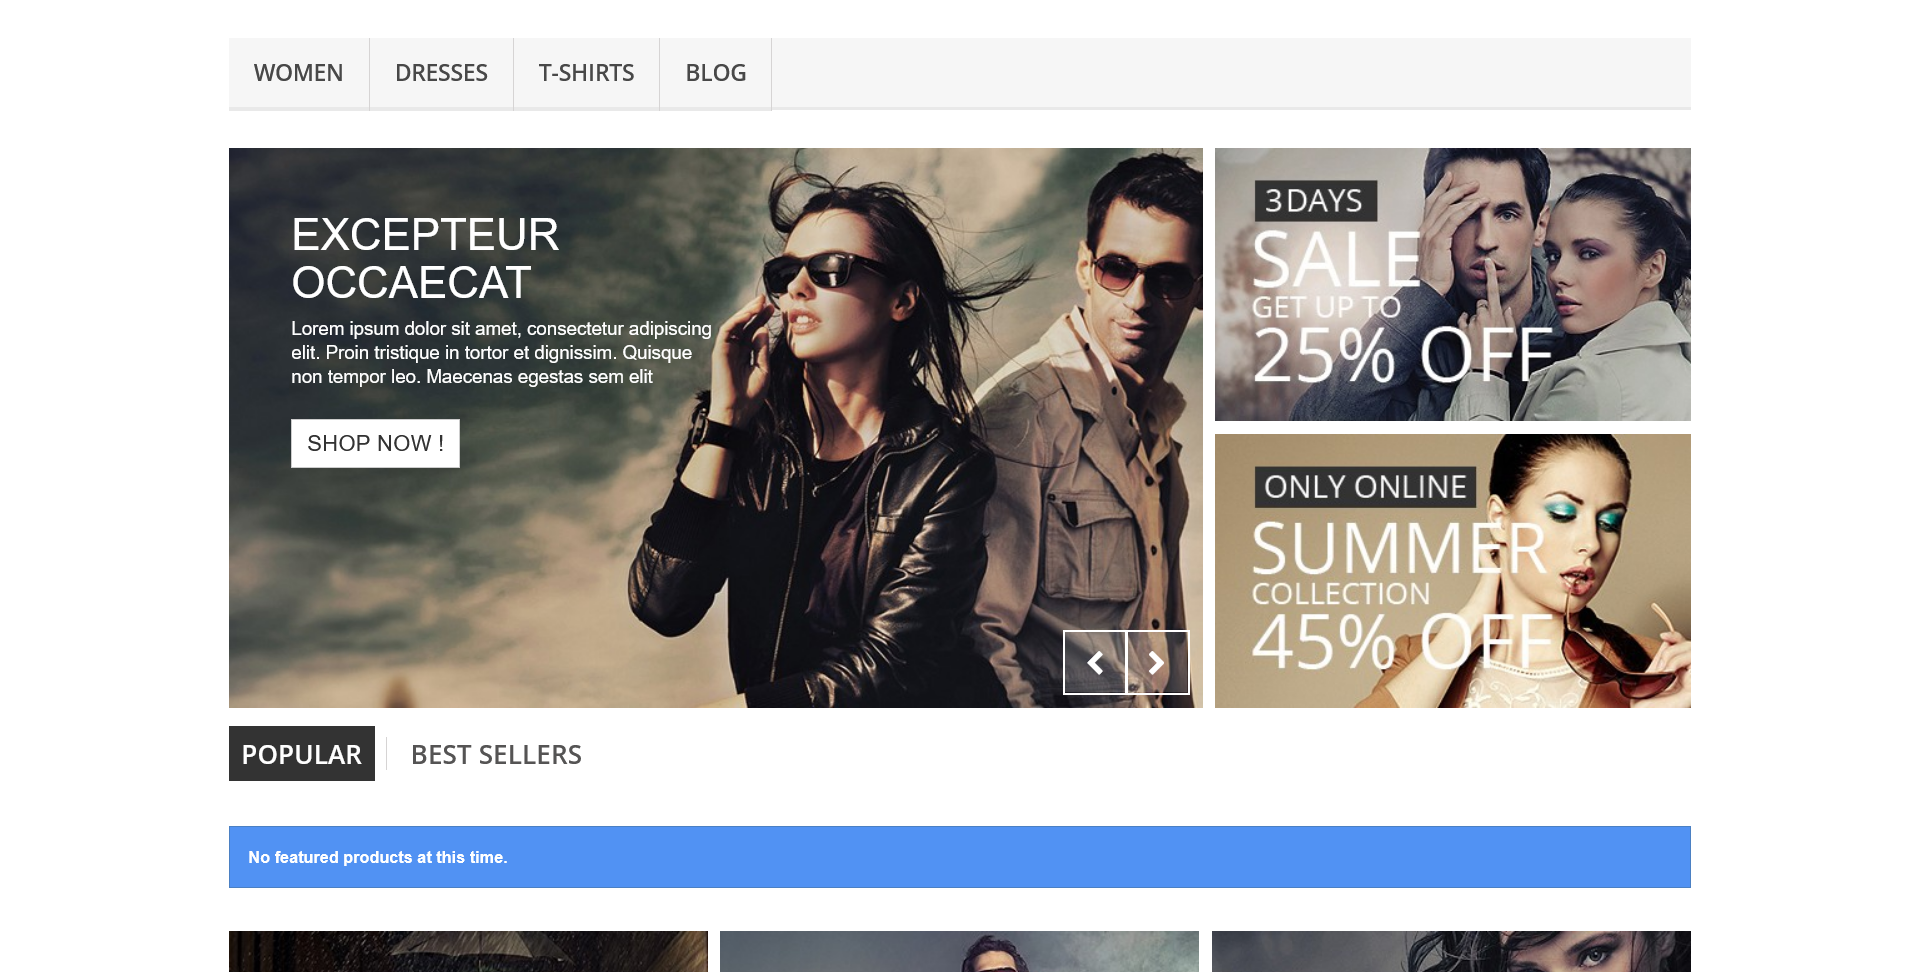 WOMEN
DRESSES
T-SHIRTS
BLOG
EXCEPTEUR
OCCAECAT
Lorem ipsum dolor sit amet, consectetur adipiscing
elit. Proin tristique in tortor et dignissim. Quisque
non tempor leo. Maecenas egestas sem elit
SHOP NOW !
3 DAYS
SALE
GET UP TO
25% OFF
ONLY ONLINE
SUMMER
COLLECTION
45% OFF
POPULAR
BEST SELLERS
No featured products at this time.